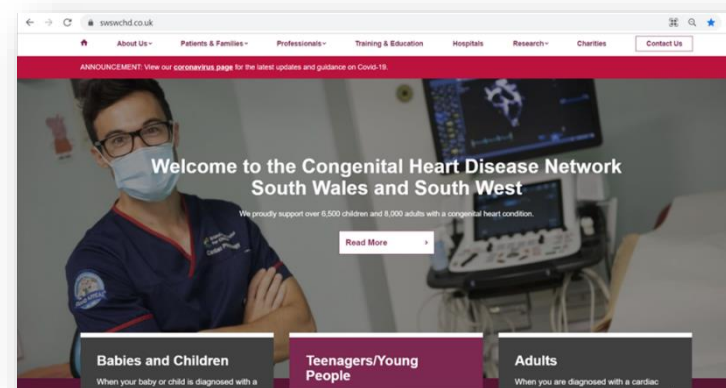 swswchd.co.uk
About Us
Patients & Families
Professionals
Training & Education
Hospitals
Research
Charities
Contact Us
ANNOUNCEMENT: View our coronavirus page for the latest updates and guidance on Covid-19.
Welcome to the Congenital Heart Disease Network
South Wales and South West
We proudly support over 6,500 children and 8,000 adults with a congenital heart condition.
Read More
Babies and Children
When your baby or child is diagnosed with a
Teenagers/Young
People
Adults
When you are diagnosed with a cardiac